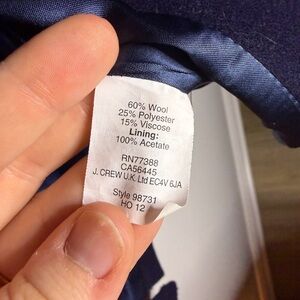 60% Wool
25% Polyester
15% Viscose
Lining:
100% Acetate
RN77388
CA56445
J. CREW U.K. Ltd EC4V 6JA
Style 98731
HO 12